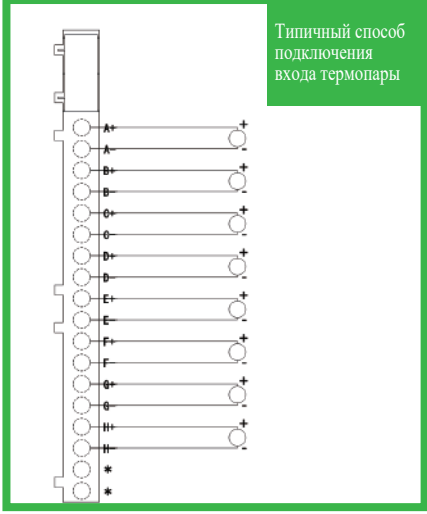 Типичный способ
подключения
входа термопары
A+ +
A− -
B+ +
B− -
C+ +
C− -
D+ +
D− -
E+ +
E− -
F+ +
F− -
G+ +
G− -
H+ +
H− -
*
*